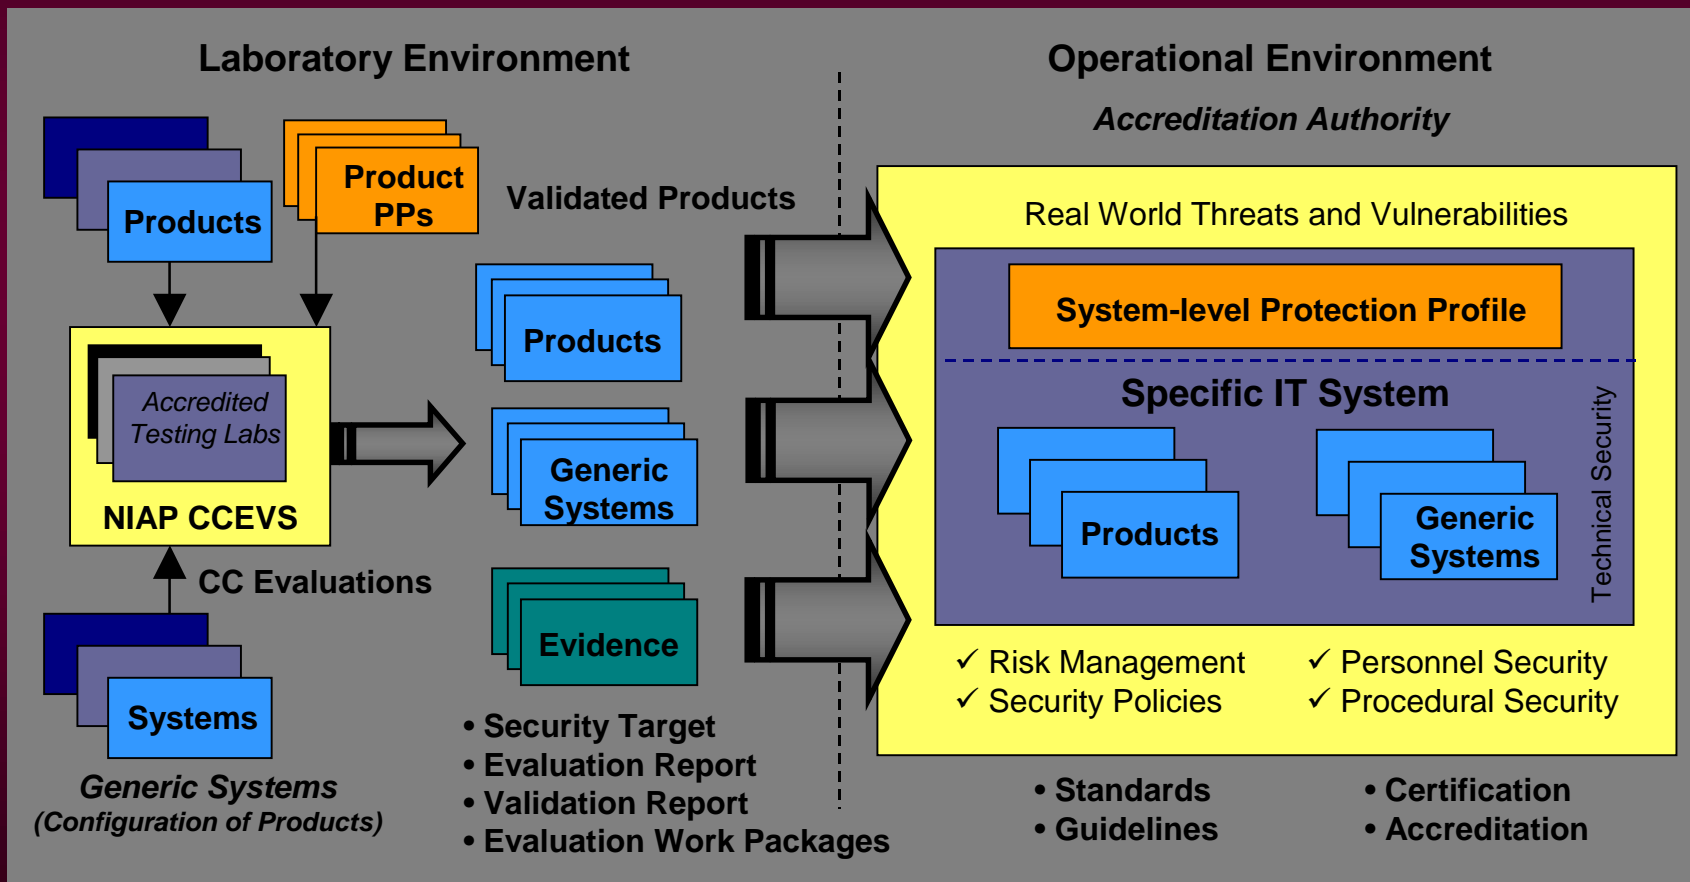 Laboratory Environment
Products
Product
PPs
Accredited
Testing Labs
NIAP CCEVS
CC Evaluations
Systems
Generic Systems
(Configuration of Products)
Validated Products
Products
Generic
Systems
Evidence
• Security Target
• Evaluation Report
• Validation Report
• Evaluation Work Packages
Operational Environment
Accreditation Authority
Real World Threats and Vulnerabilities
System-level Protection Profile
Specific IT System
Products
Generic
Systems
Technical Security
✓ Risk Management
✓ Security Policies
✓ Personnel Security
✓ Procedural Security
• Standards
• Guidelines
• Certification
• Accreditation